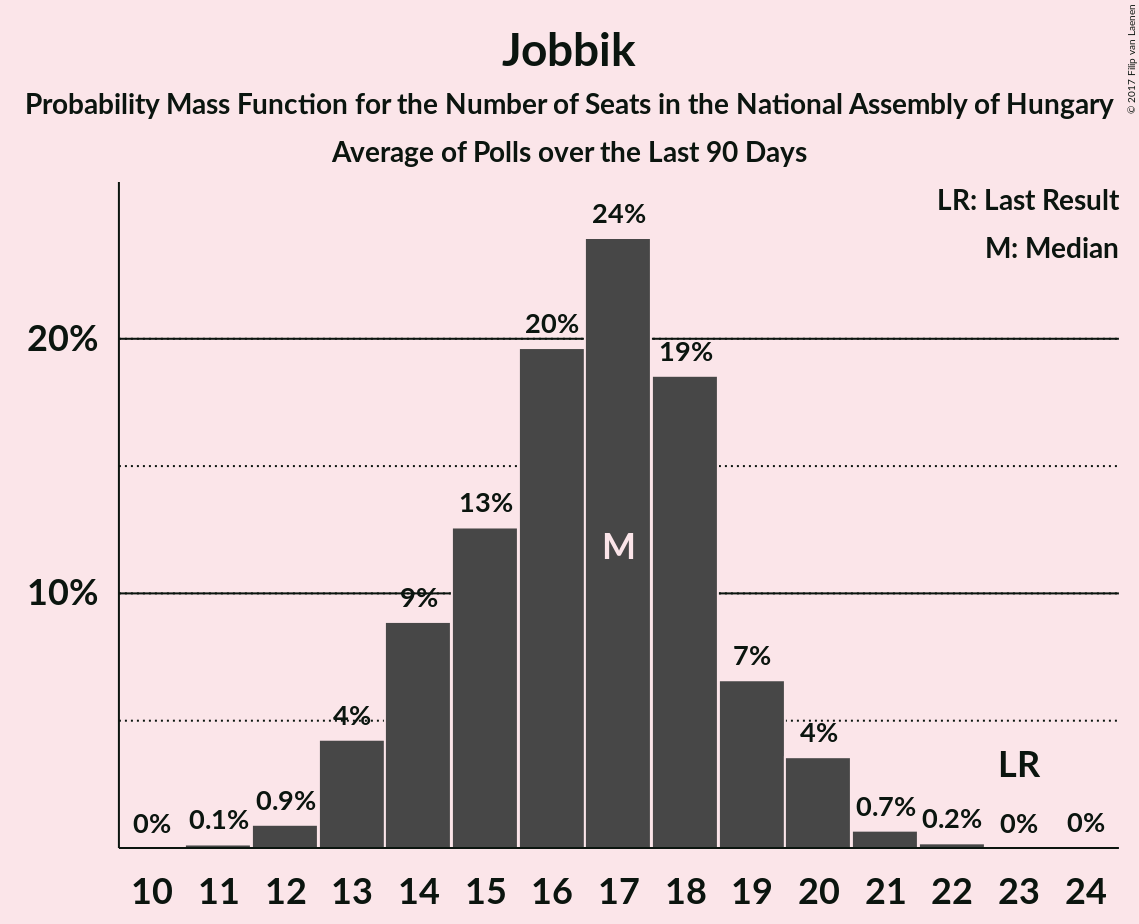 Jobbik
Probability Mass Function for the Number of Seats in the National Assembly of Hungary
Average of Polls over the Last 90 Days
© 2017 Filip van Laenen
LR: Last Result
M: Median
24%
20%
20%
19%
13%
M
10%
9%
7%
4%
4%
LR
0%
0.1%
0.9%
0.7%
0.2%
0%
0%
10 11 12 13 14 15 16 17 18 19 20 21 22 23 24